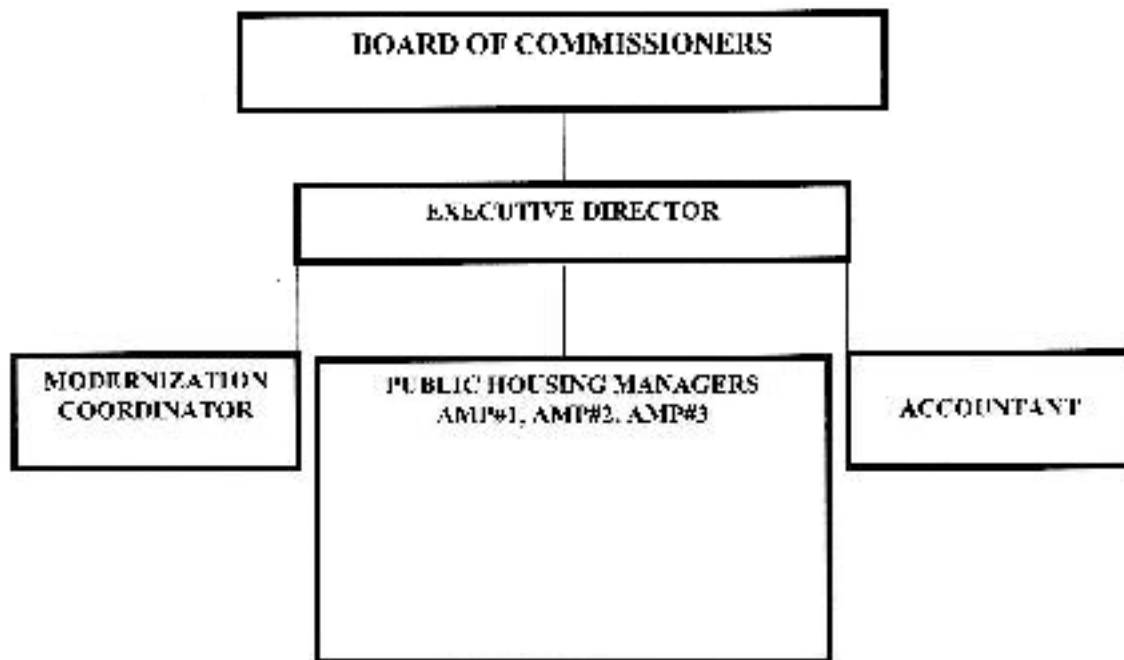 BOARD OF COMMISSIONERS
EXECUTIVE DIRECTOR
MODERNIZATION
COORDINATOR
PUBLIC HOUSING MANAGERS
AMP#1, AMP#2, AMP#3
ACCOUNTANT